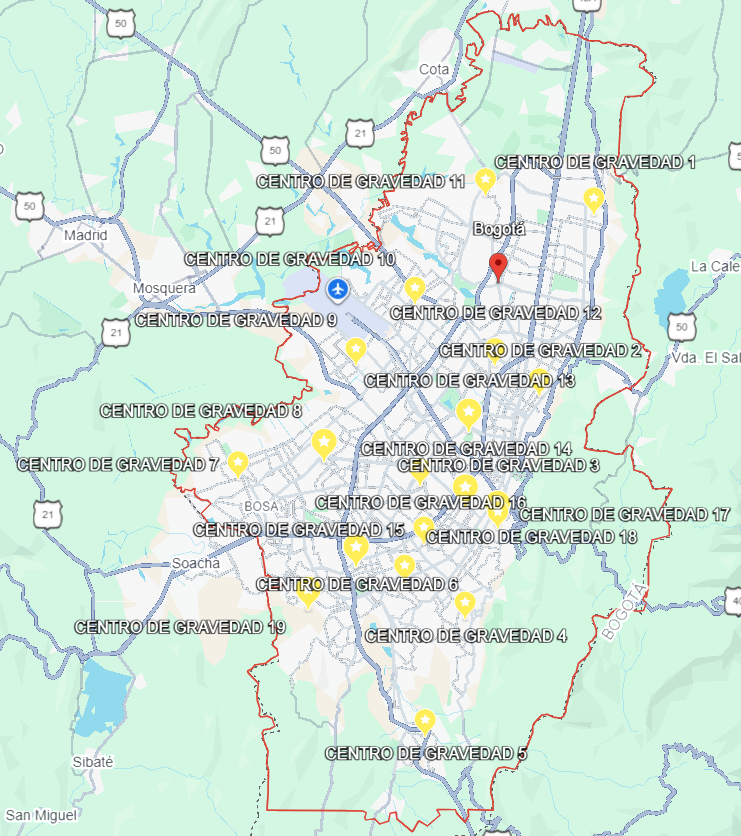 50
Cota
21
50
CENTRO DE GRAVEDAD 1
CENTRO DE GRAVEDAD 11
50
21
Madrid
Bogotá
CENTRO DE GRAVEDAD 10
La Cale
Mosquera
CENTRO DE GRAVEDAD 9
CENTRO DE GRAVEDAD 12
21
50
CENTRO DE GRAVEDAD 2
Vda. El Sal
CENTRO DE GRAVEDAD 13
CENTRO DE GRAVEDAD 8
CENTRO DE GRAVEDAD 14
CENTRO DE GRAVEDAD 7
CENTRO DE GRAVEDAD 3
CENTRO DE GRAVEDAD 16
BOSA
21
CENTRO DE GRAVEDAD 17
CENTRO DE GRAVEDAD 15
CENTRO DE GRAVEDAD 18
Soacha
CENTRO DE GRAVEDAD 6
40
BOGOTÁ
CENTRO DE GRAVEDAD 19
CENTRO DE GRAVEDAD 4
CENTRO DE GRAVEDAD 5
Sibaté
San Miguel